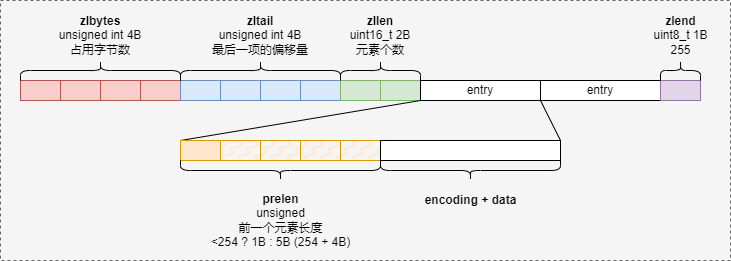 zlbytes
unsigned int 4B
占用字节数
zltail
unsigned int 4B
最后一项的偏移量
zllen
uint16_t 2B
元素个数
zlend
uint8_t 1B
255
entry
entry
prelen
unsigned
前一个元素长度
<254 ? 1B : 5B (254 + 4B)
encoding + data